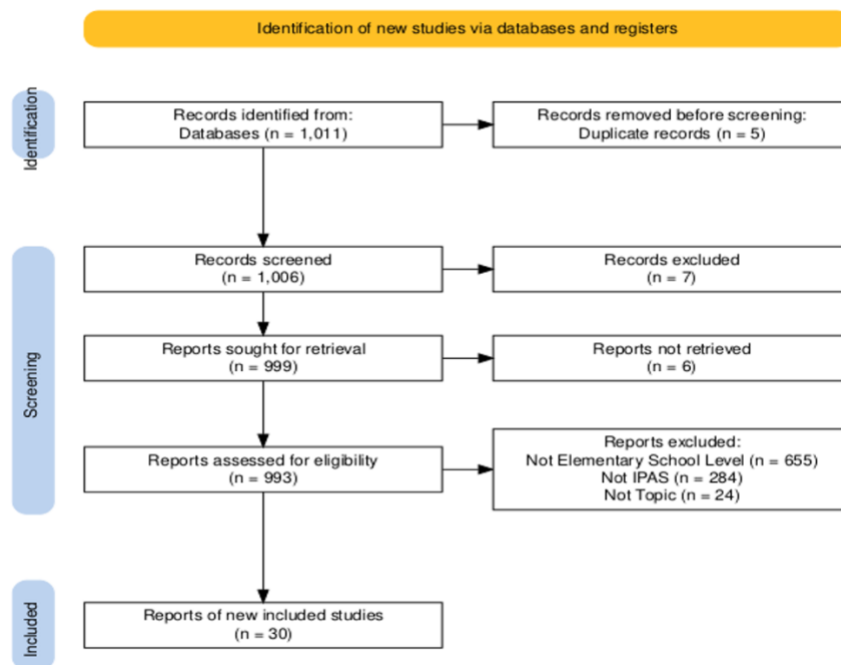 Identification of new studies via databases and registers
Identification
Records identified from:
Databases (n = 1,011)
Records removed before screening:
Duplicate records (n = 5)
Screening
Records screened
(n = 1,006)
Records excluded
(n = 7)
Reports sought for retrieval
(n = 999)
Reports not retrieved
(n = 6)
Reports assessed for eligibility
(n = 993)
Reports excluded:
Not Elementary School Level (n = 655)
Not IPAS (n = 284)
Not Topic (n = 24)
Included
Reports of new included studies
(n = 30)